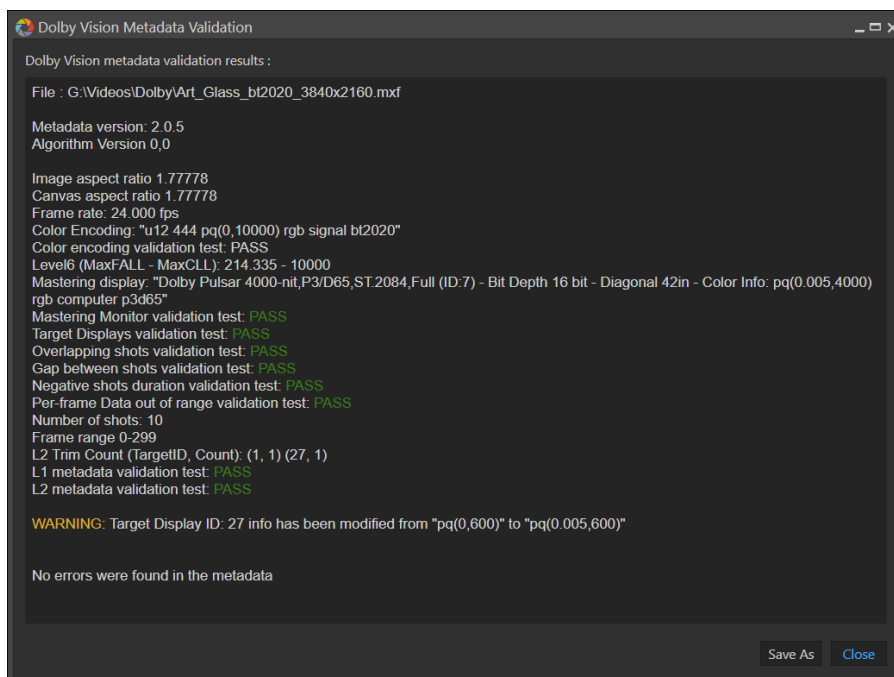 Dolby Vision Metadata Validation
Dolby Vision metadata validation results :
File : G:\Videos\Dolby\Art_Glass_bt2020_3840x2160.mxf
Metadata version: 2.0.5
Algorithm Version 0,0
Image aspect ratio 1.77778
Canvas aspect ratio 1.77778
Frame rate: 24.000 fps
Color Encoding: "u12 444 pq(0,10000) rgb signal bt2020"
Color encoding validation test: PASS
Level6 (MaxFALL - MaxCLL): 214.335 - 10000
Mastering display: "Dolby Pulsar 4000-nit,P3/D65,ST.2084,Full (ID:7) - Bit Depth 16 bit - Diagonal 42in - Color Info: pq(0.005,4000)
rgb computer p3d65"
Mastering Monitor validation test: PASS
Target Displays validation test: PASS
Overlapping shots validation test: PASS
Gap between shots validation test: PASS
Negative shots duration validation test: PASS
Per-frame Data out of range validation test: PASS
Number of shots: 10
Frame range 0-299
L2 Trim Count (TargetID, Count): (1, 1) (27, 1)
L1 metadata validation test: PASS
L2 metadata validation test: PASS
WARNING: Target Display ID: 27 info has been modified from "pq(0,600)" to "pq(0.005,600)"
No errors were found in the metadata
Save As
Close